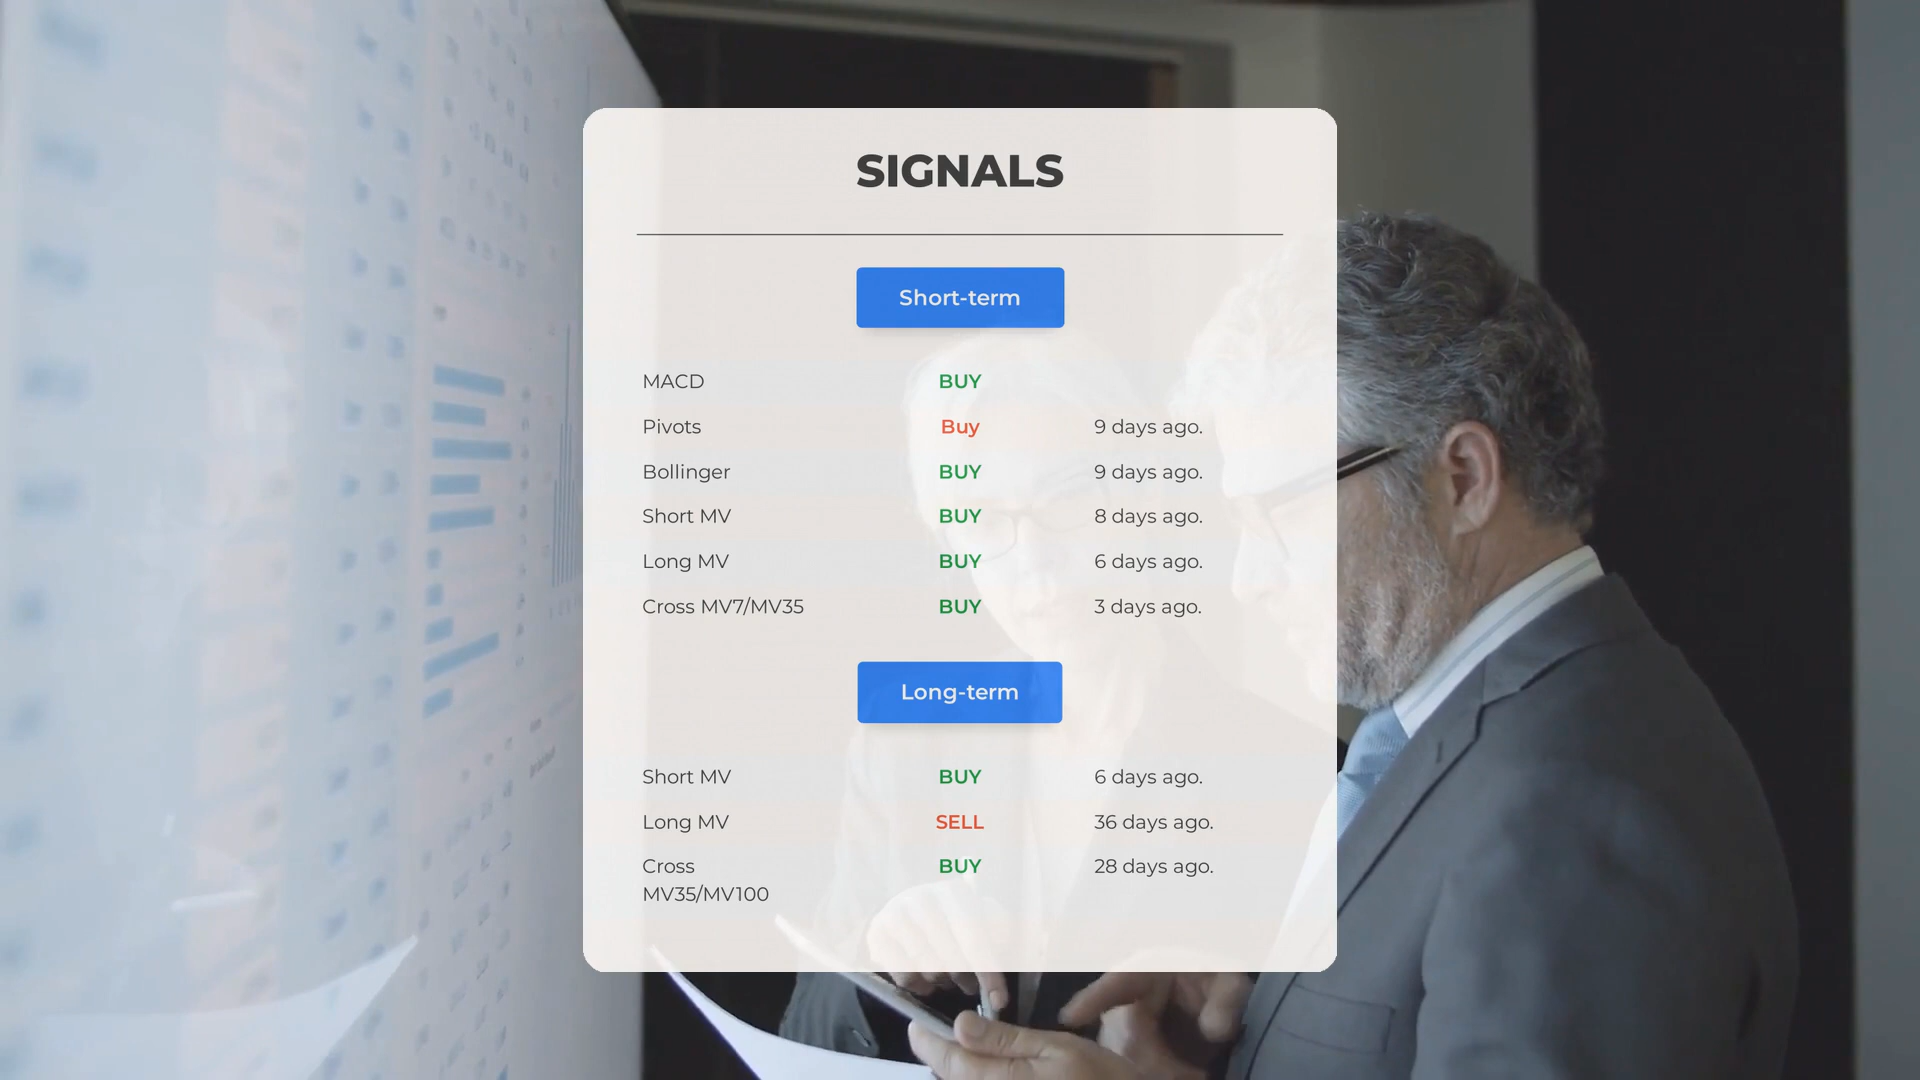 SIGNALS
Short-term
MACD BUY
Pivots Buy 9 days ago.
Bollinger BUY 9 days ago.
Short MV BUY 8 days ago.
Long MV BUY 6 days ago.
Cross MV7/MV35 BUY 3 days ago.
Long-term
Short MV BUY 6 days ago.
Long MV SELL 36 days ago.
Cross BUY 28 days ago.
MV35/MV100